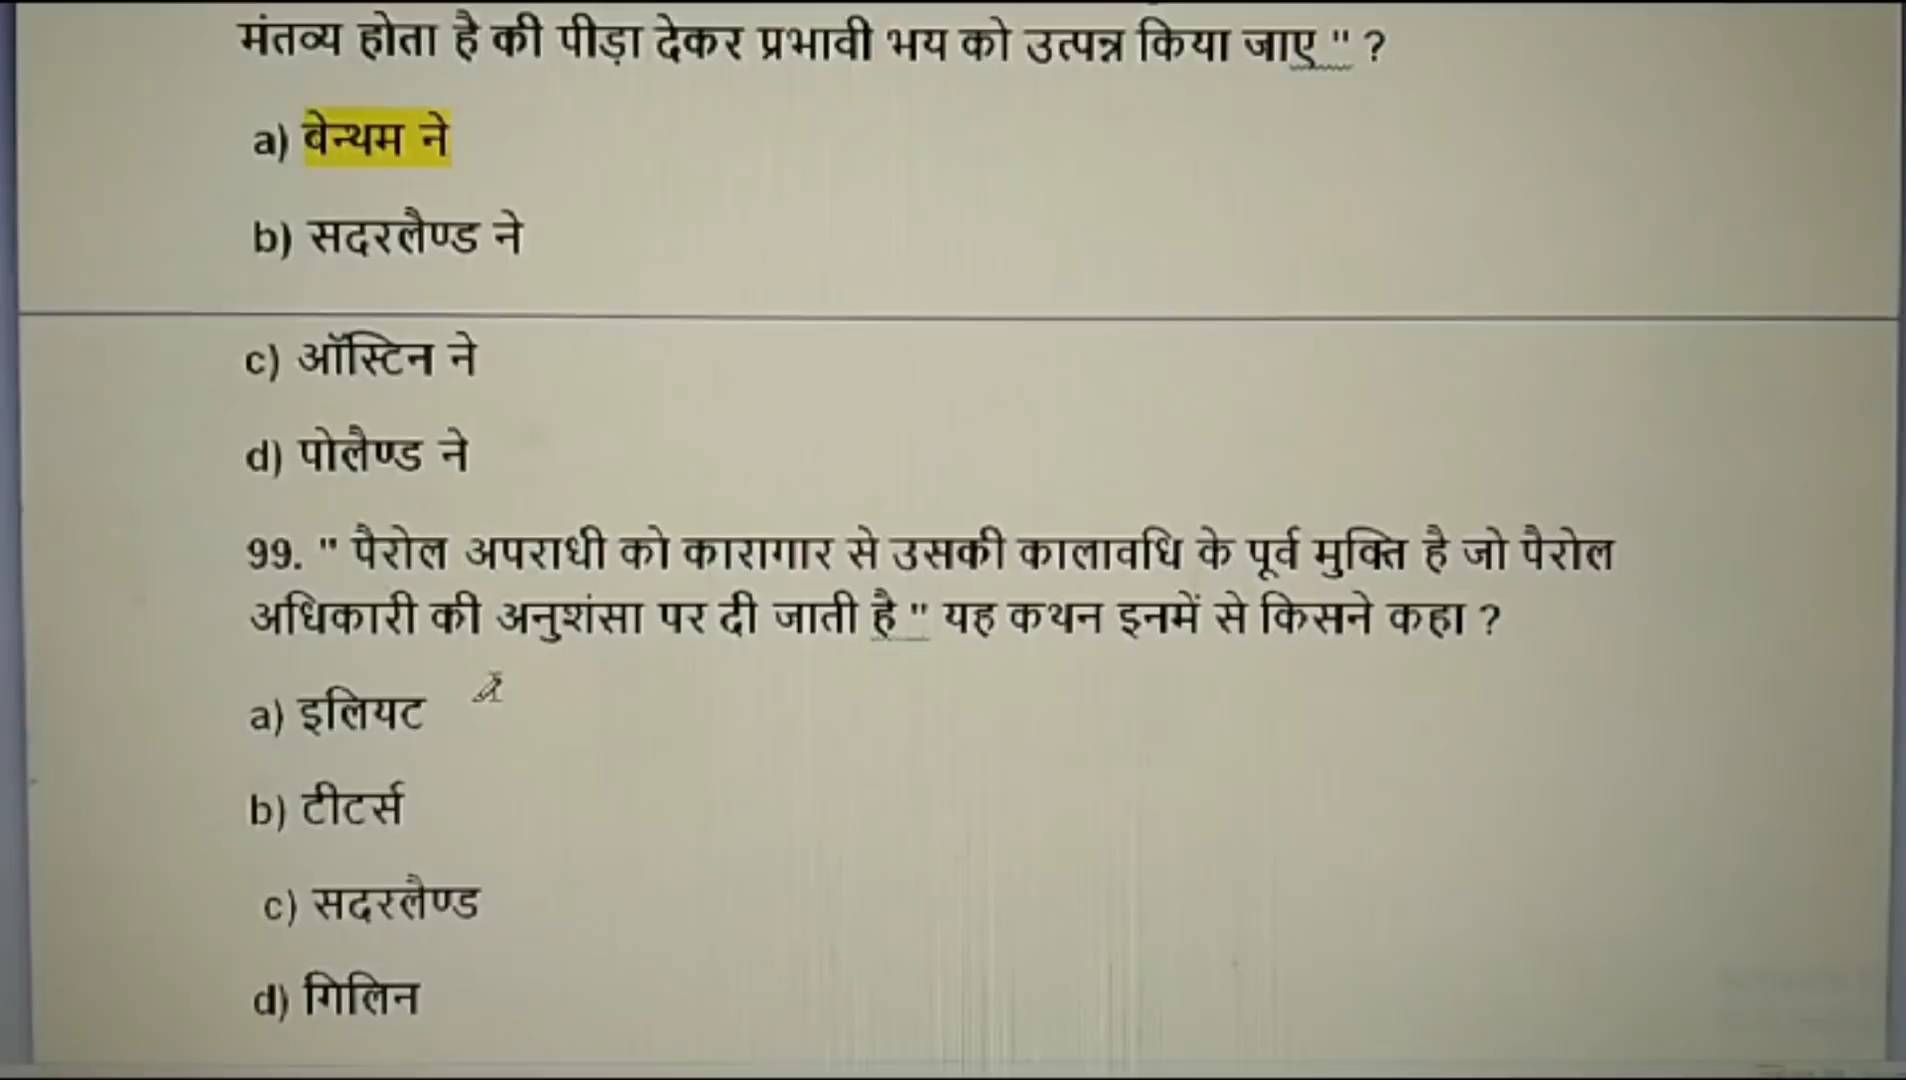 मंतव्य होता है की पीड़ा देकर प्रभावी भय को उत्पन्न किया जाए " ?
a) बेन्थम ने
b) सदरलैण्ड ने
c) ऑस्टिन ने
d) पोलैण्ड ने
99. " पैरोल अपराधी को कारागार से उसकी कालावधि के पूर्व मुक्ति है जो पैरोल
अधिकारी की अनुशंसा पर दी जाती है " यह कथन इनमें से किसने कहा ?
a) इलियट
b) टीटर्स
c) सदरलैण्ड
d) गिलिन